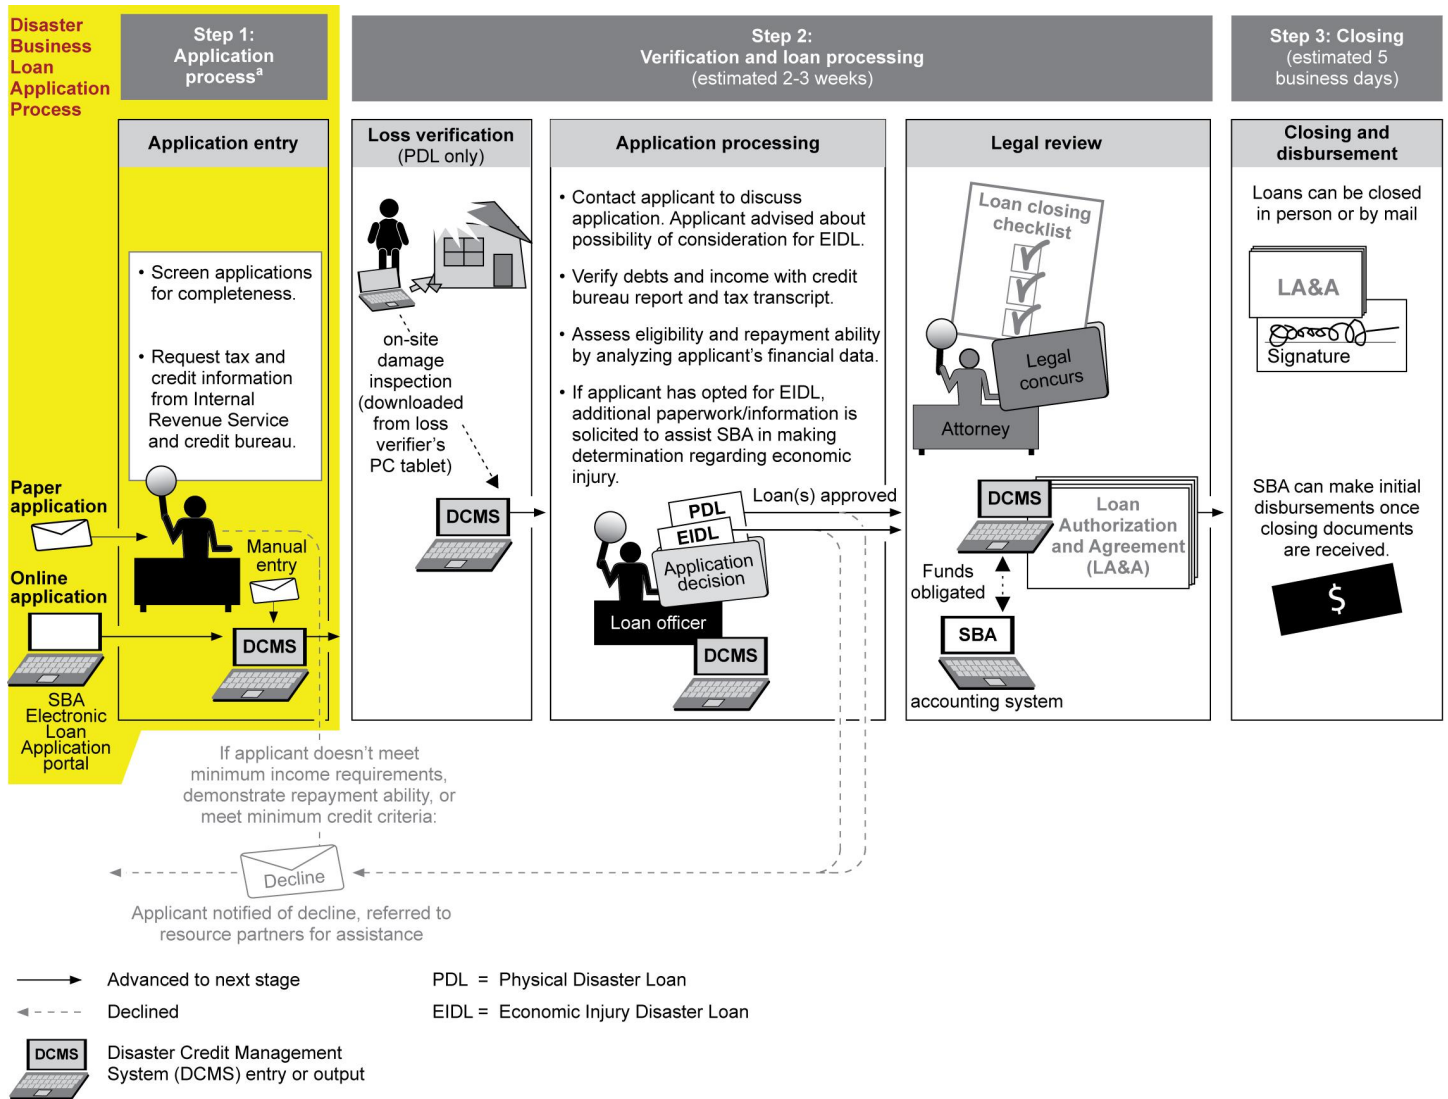 Disaster
Business
Loan
Application
Process
Step 1:
Application
processa
Step 2:
Verification and loan processing
(estimated 2-3 weeks)
Step 3: Closing
(estimated 5
business days)
Application entry
• Screen applications
for completeness.
• Request tax and
credit information
from Internal
Revenue Service
and credit bureau.
Paper
application
Manual
entry
Online
application
DCMS
SBA
Electronic
Loan
Application
portal
Loss verification
(PDL only)
on-site
damage
inspection
(downloaded
from loss
verifier's
PC tablet)
DCMS
Application processing
• Contact applicant to discuss
application. Applicant advised about
possibility of consideration for EIDL.
• Verify debts and income with credit
bureau report and tax transcript.
• Assess eligibility and repayment ability
by analyzing applicant's financial data.
• If applicant has opted for EIDL,
additional paperwork/information is
solicited to assist SBA in making
determination regarding economic
injury.
Loan(s) approved
PDL
EIDL
Application
decision
Loan officer
DCMS
Legal review
Loan closing
checklist
Legal
concurs
Attorney
DCMS
Loan
Authorization
and Agreement
(LA&A)
Funds
obligated
SBA
accounting system
Closing and
disbursement
Loans can be closed
in person or by mail
LA&A
Signature
SBA can make initial
disbursements once
closing documents
are received.
$
If applicant doesn't meet
minimum income requirements,
demonstrate repayment ability, or
meet minimum credit criteria:
Decline
Applicant notified of decline, referred to
resource partners for assistance
Advanced to next stage
Declined
DCMS
Disaster Credit Management
System (DCMS) entry or output
PDL = Physical Disaster Loan
EIDL = Economic Injury Disaster Loan